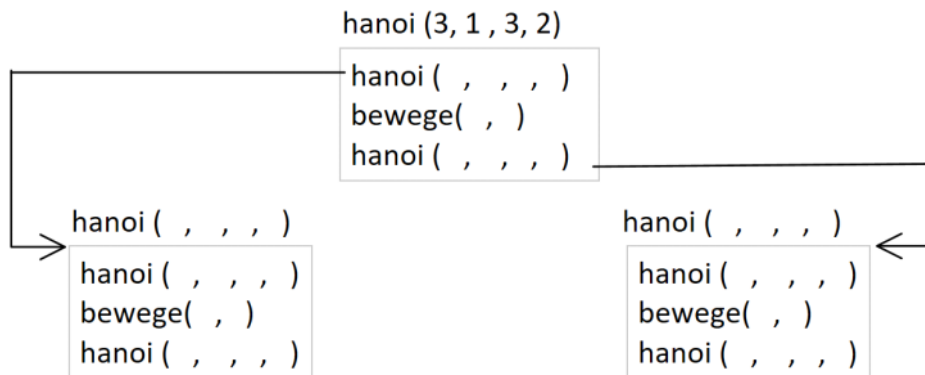 hanoi (3, 1 , 3, 2)
hanoi ( , , , )
bewege( , )
hanoi ( , , , )
hanoi ( , , , )
hanoi ( , , , )
bewege( , )
hanoi ( , , , )
hanoi ( , , , )
hanoi ( , , , )
bewege( , )
hanoi ( , , , )